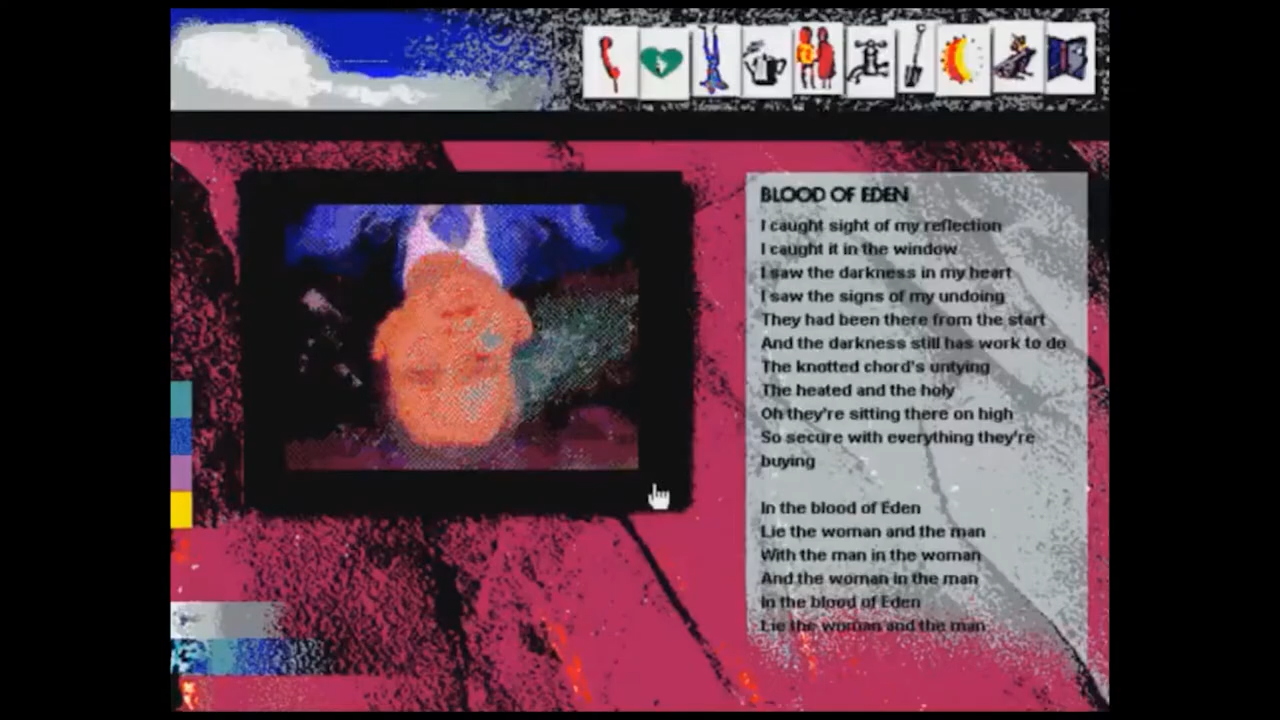 BLOOD OF EDEN
I caught sight of my reflection
I caught it in the window
I saw the darkness in my heart
I saw the signs of my undoing
They had been there from the start
And the darkness still has work to do
The knotted chord's untying
The heated and the holy
Oh they're sitting there on high
So secure with everything they're
buying
In the blood of Eden
Lie the woman and the man
With the man in the woman
And the woman in the man
In the blood of Eden
Lie the woman and the man